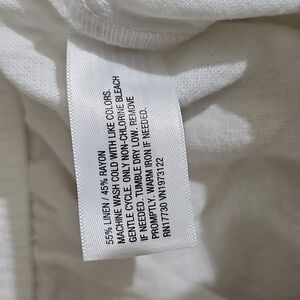 55% LINEN / 45% RAYON
MACHINE WASH COLD WITH LIKE COLORS.
GENTLE CYCLE. ONLY NON-CHLORINE BLEACH
IF NEEDED. TUMBLE DRY LOW. REMOVE
PROMPTLY. WARM IRON IF NEEDED.
RN17730 VN1973122